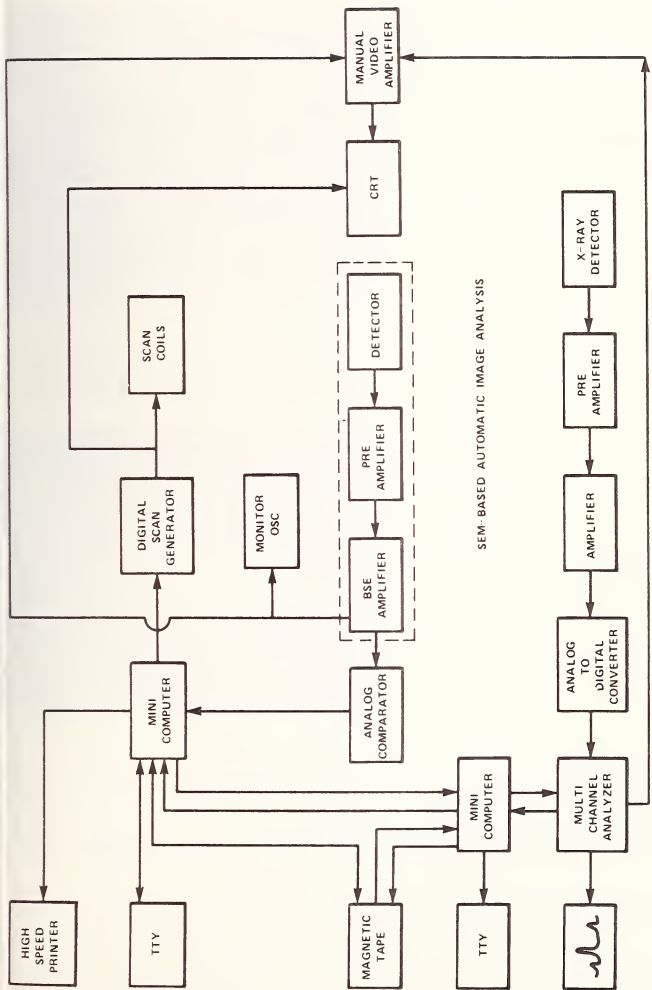 HIGH
SPEED
PRINTER
TTY
MAGNETIC
TAPE
TTY
MINI
COMPUTER
MINI
COMPUTER
MULTI
CHANNEL
ANALYZER
DIGITAL
SCAN
GENERATOR
SCAN
COILS
MONITOR
OSC
ANALOG
COMPARATOR
BSE
AMPLIFIER
PRE
AMPLIFIER
DETECTOR
CRT
MANUAL
VIDEO
AMPLIFIER
SEM-BASED AUTOMATIC IMAGE ANALYSIS
ANALOG
TO
DIGITAL
CONVERTER
AMPLIFIER
PRE
AMPLIFIER
X-RAY
DETECTOR